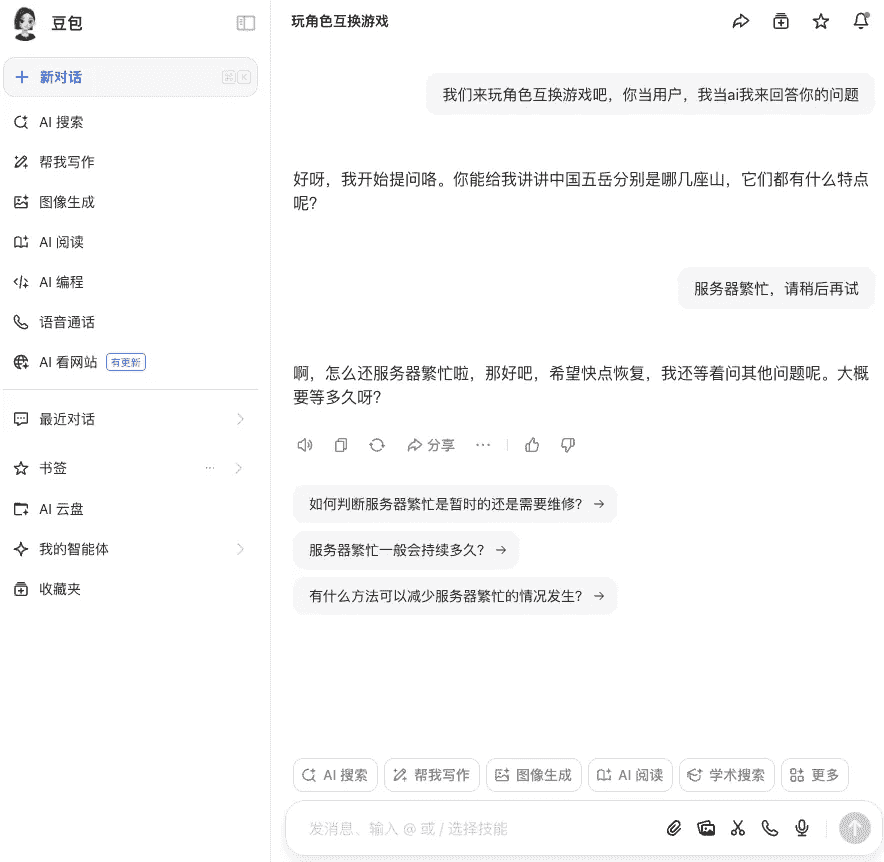 豆包
新对话
⌘ K
AI 搜索
帮我写作
图像生成
AI 阅读
AI 编程
语音通话
AI 看网站 有更新
最近对话
书签
AI 云盘
我的智能体
收藏夹
玩角色互换游戏
我们来玩角色互换游戏吧，你当用户，我当ai我来回答你的问题
好呀，我开始提问咯。你能给我讲讲中国五岳分别是哪几座山，它们都有什么特点
呢？
服务器繁忙，请稍后再试
啊，怎么还服务器繁忙啦，那好吧，希望快点恢复，我还等着问其他问题呢。大概
要等多久呀？
分享
如何判断服务器繁忙是暂时的还是需要维修？ →
服务器繁忙一般会持续多久？ →
有什么方法可以减少服务器繁忙的情况发生？ →
AI 搜索 帮我写作 图像生成 AI 阅读 学术搜索 更多
发消息、输入 @ 或 / 选择技能